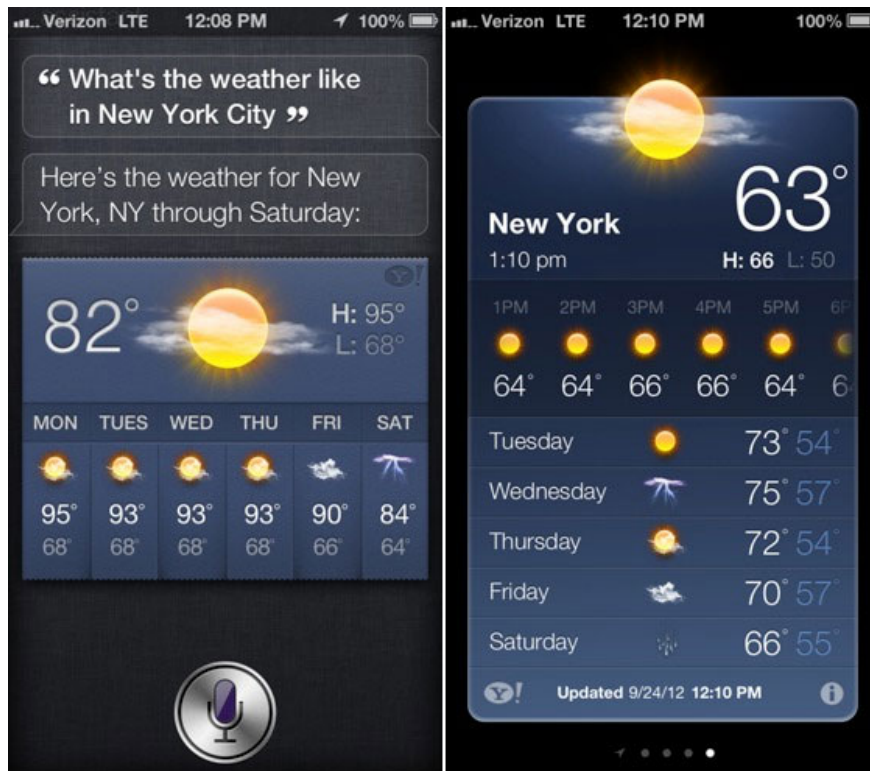 Verizon LTE 12:08 PM 100%
“ What's the weather like
in New York City ”
Here's the weather for New
York, NY through Saturday:
Y!
82° H: 95°
L: 68°
MON TUES WED THU FRI SAT
95° 93° 93° 93° 90° 84°
68° 68° 68° 68° 66° 64°
Verizon LTE 12:10 PM 100%
63°
New York
1:10 pm H: 66 L: 50
1PM 2PM 3PM 4PM 5PM
64° 64° 66° 66° 64°
Tuesday 73° 54°
Wednesday 75° 57°
Thursday 72° 54°
Friday 70° 57°
Saturday 66° 55°
Y! Updated 9/24/12 12:10 PM i